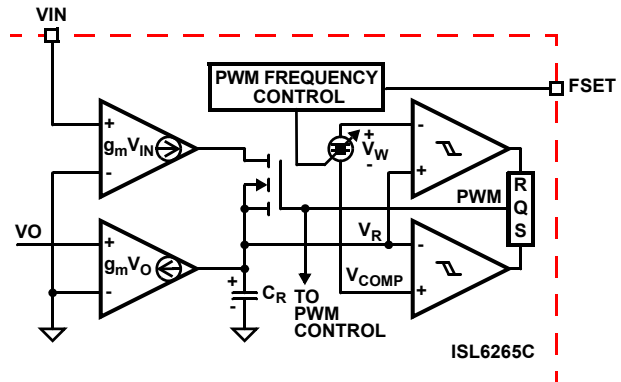 VIN
PWM FREQUENCY
CONTROL
FSET
+
gmVIN
-
+
VW
-
-
+
PWM
R
Q
S
VO
+
gmVO
-
VR
-
VCOMP
+
+
CR
-
TO
PWM
CONTROL
ISL6265C